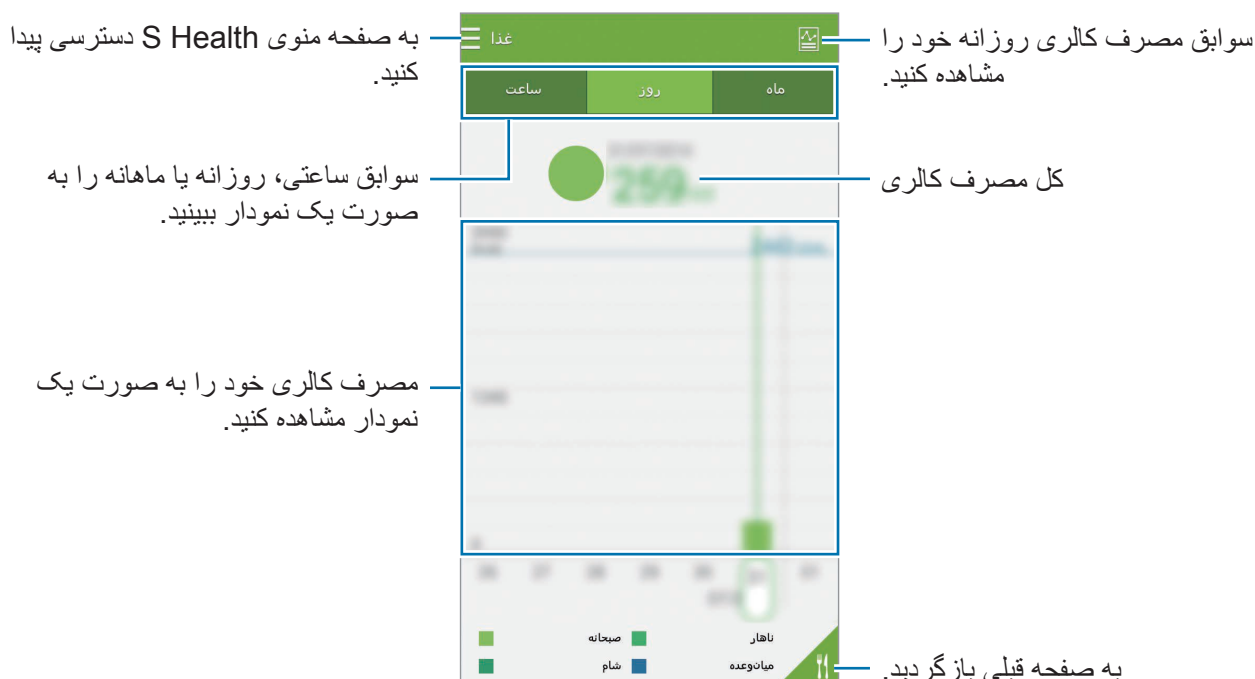 به صفحه منوی S Health دسترسی پیدا
کنید.
سوابق ساعتی، روزانه یا ماهانه را به
صورت یک نمودار ببینید.
مصرف کالری خود را به صورت یک
نمودار مشاهده کنید.
غذا
ساعت
روز
ماه
259
صبحانه
ناهار
شام
میان‌وعده
سوابق مصرف کالری روزانه خود را
مشاهده کنید.
کل مصرف کالری
به صفحه قبلی بازگردید.